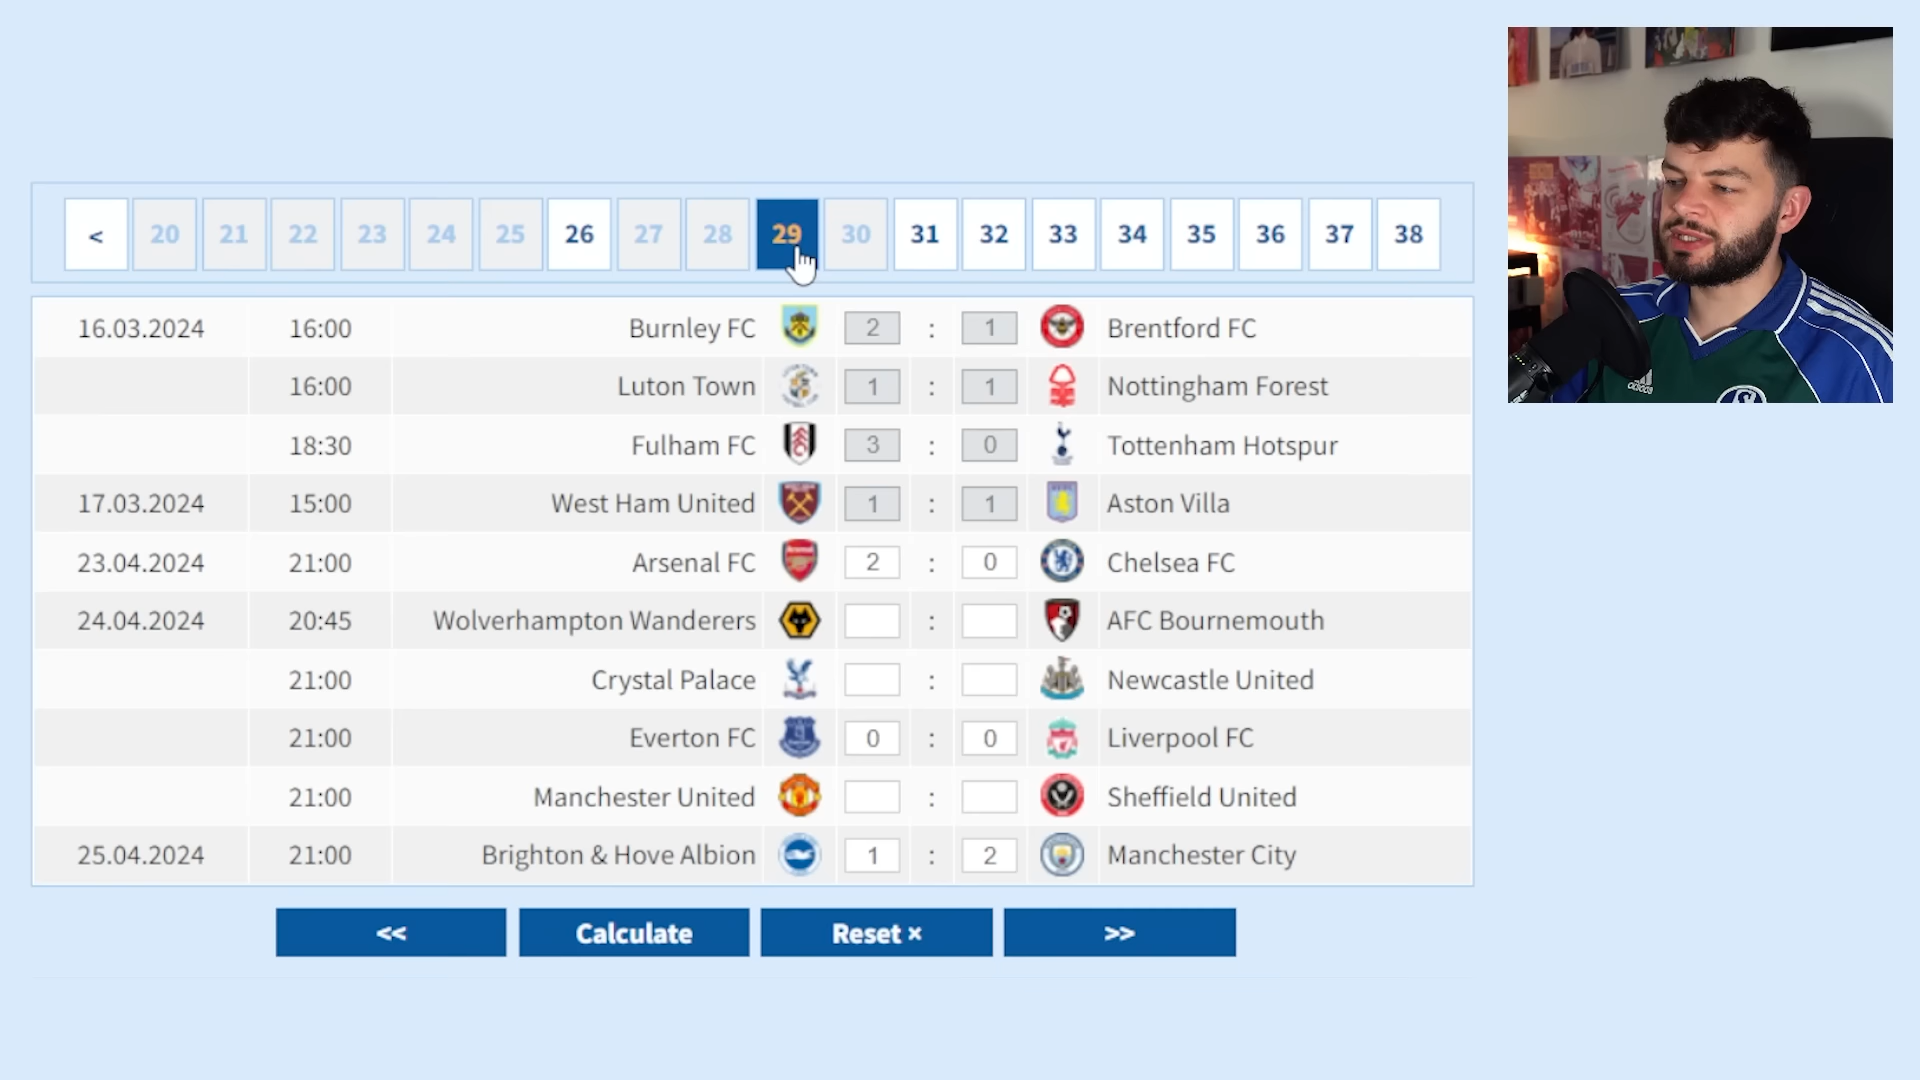 < 20 21 22 23 24 25 26 27 28 29 30 31 32 33 34 35 36 37 38
16.03.2024 16:00 Burnley FC 2 : 1 Brentford FC
16:00 Luton Town 1 : 1 Nottingham Forest
18:30 Fulham FC 3 : 0 Tottenham Hotspur
17.03.2024 15:00 West Ham United 1 : 1 Aston Villa
23.04.2024 21:00 Arsenal FC 2 : 0 Chelsea FC
24.04.2024 20:45 Wolverhampton Wanderers : AFC Bournemouth
21:00 Crystal Palace : Newcastle United
21:00 Everton FC 0 : 0 Liverpool FC
21:00 Manchester United : Sheffield United
25.04.2024 21:00 Brighton & Hove Albion 1 : 2 Manchester City
<< Calculate Reset × >>
adidas